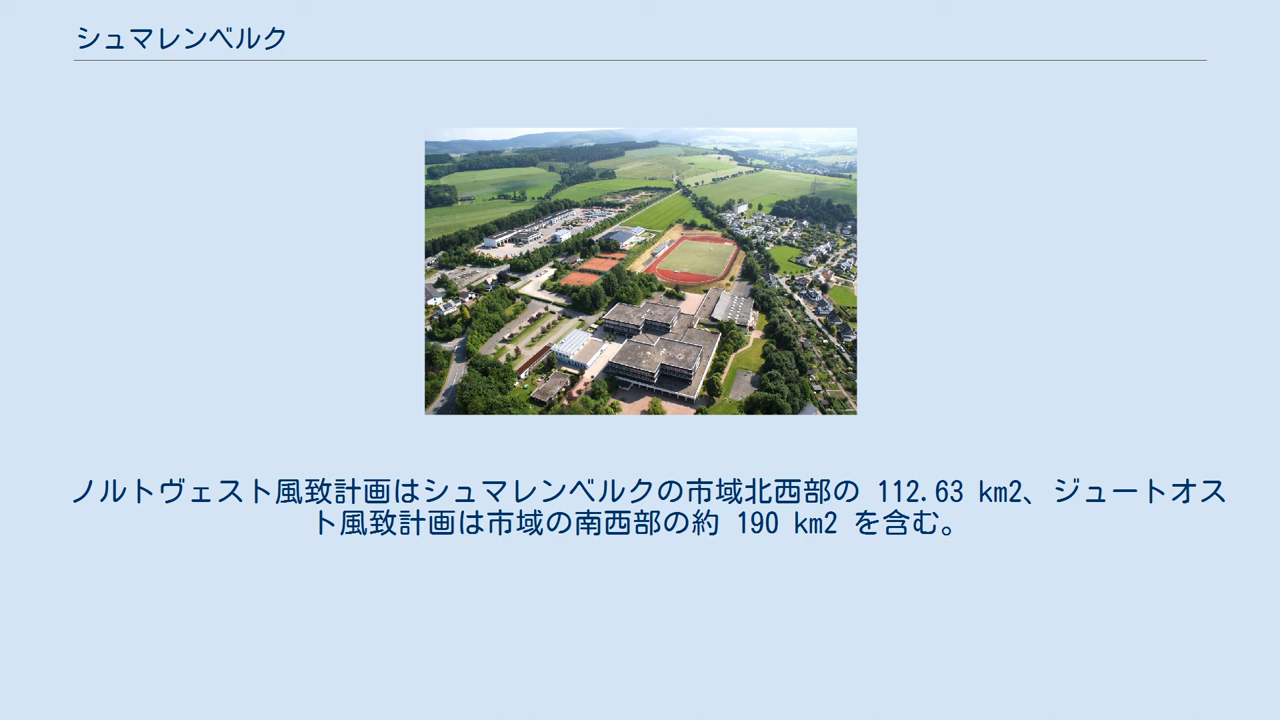 シュマレンベルク
ノルトヴェスト風致計画はシュマレンベルクの市域北西部の 112.63 km2、ジュートオス
ト風致計画は市域の南西部の約 190 km2 を含む。